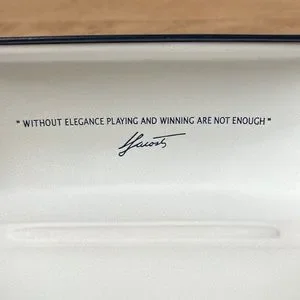 " WITHOUT ELEGANCE PLAYING AND WINNING ARE NOT ENOUGH "